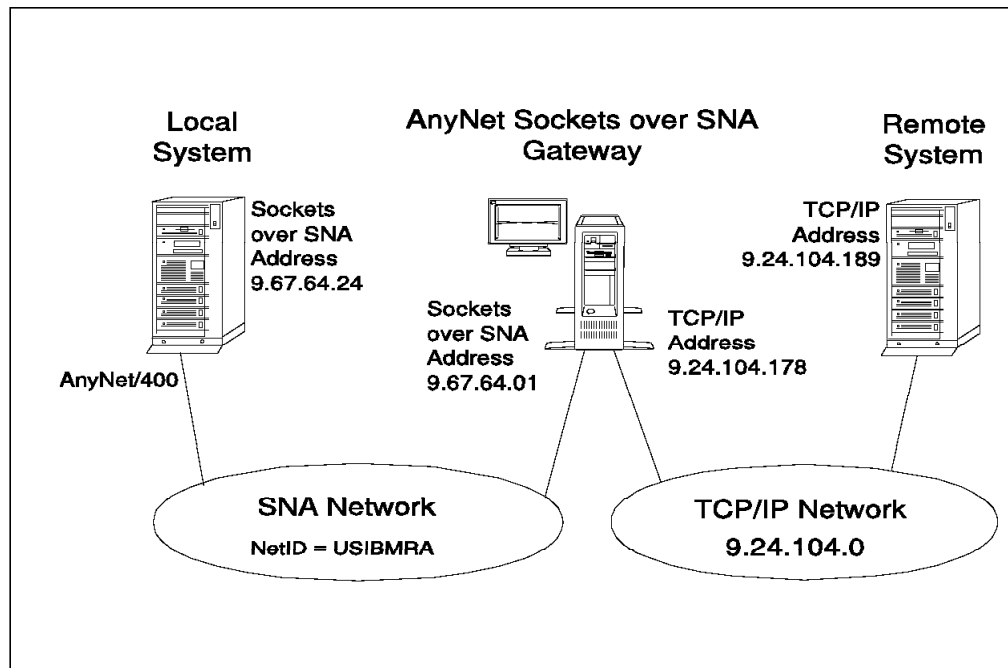 Local
System
AnyNet Sockets over SNA
Gateway
Remote
System
Sockets
over SNA
Address
9.67.64.24
TCP/IP
Address
9.24.104.189
Sockets
over SNA
Address
9.67.64.01
TCP/IP
Address
9.24.104.178
AnyNet/400
SNA Network
NetID = USIBMRA
TCP/IP Network
9.24.104.0